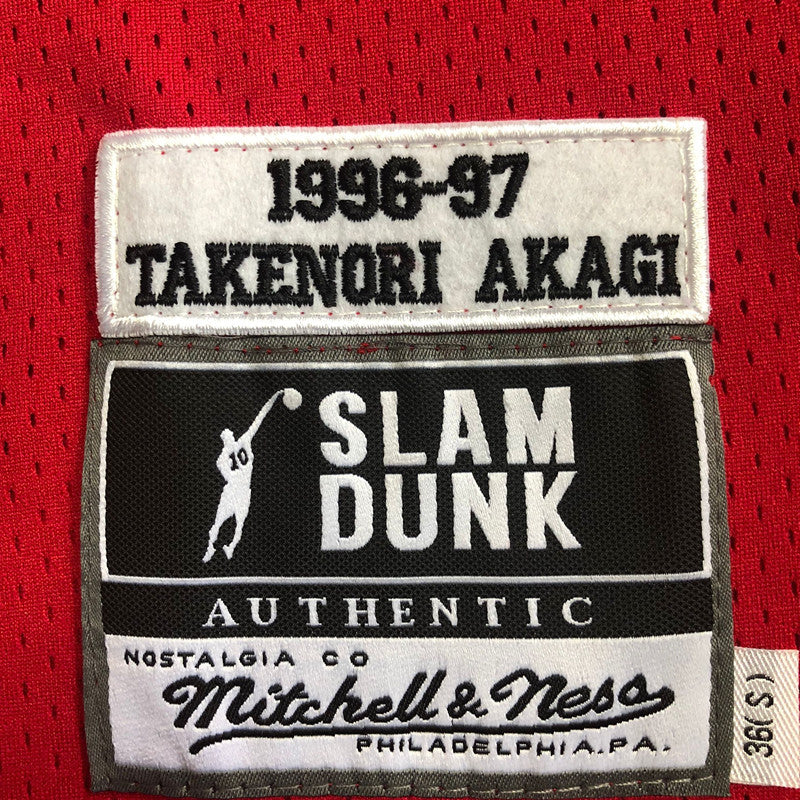 1996-97
TAKENORI AKAGI
10
SLAM
DUNK
AUTHENTIC
NOSTALGIA CO
Mitchell & Ness
PHILADELPHIA.PA.
36(S)